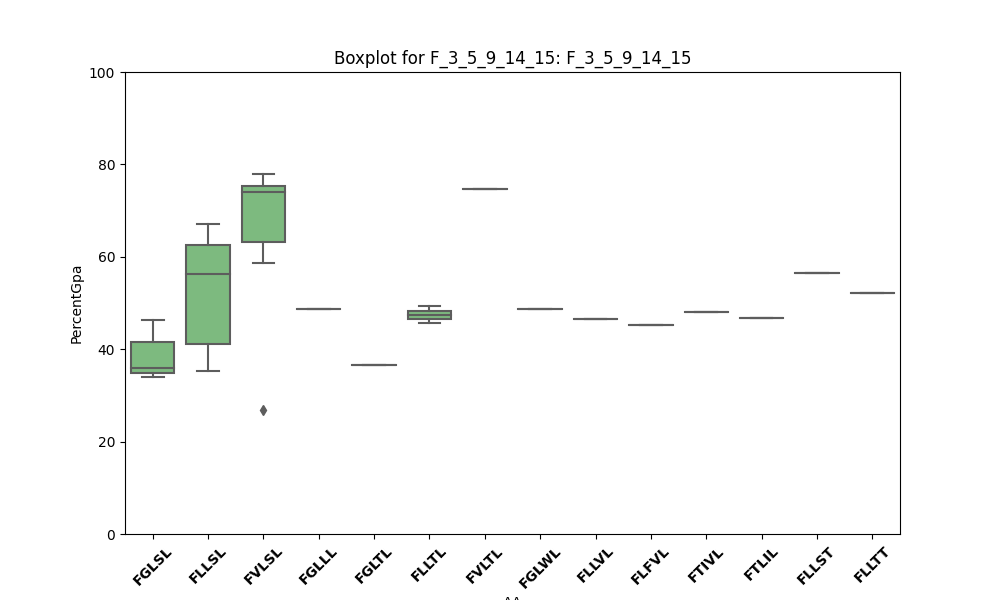 Boxplot for F_3_5_9_14_15: F_3_5_9_14_15
100
80
60
40
20
0
PercentGpa
FGLSL
FLLSL
FVLSL
FGLLL
FGLTL
FLLTL
FVLTL
FGLWL
FLLVL
FLFVL
FTIVL
FTLIL
FLLST
FLLTT